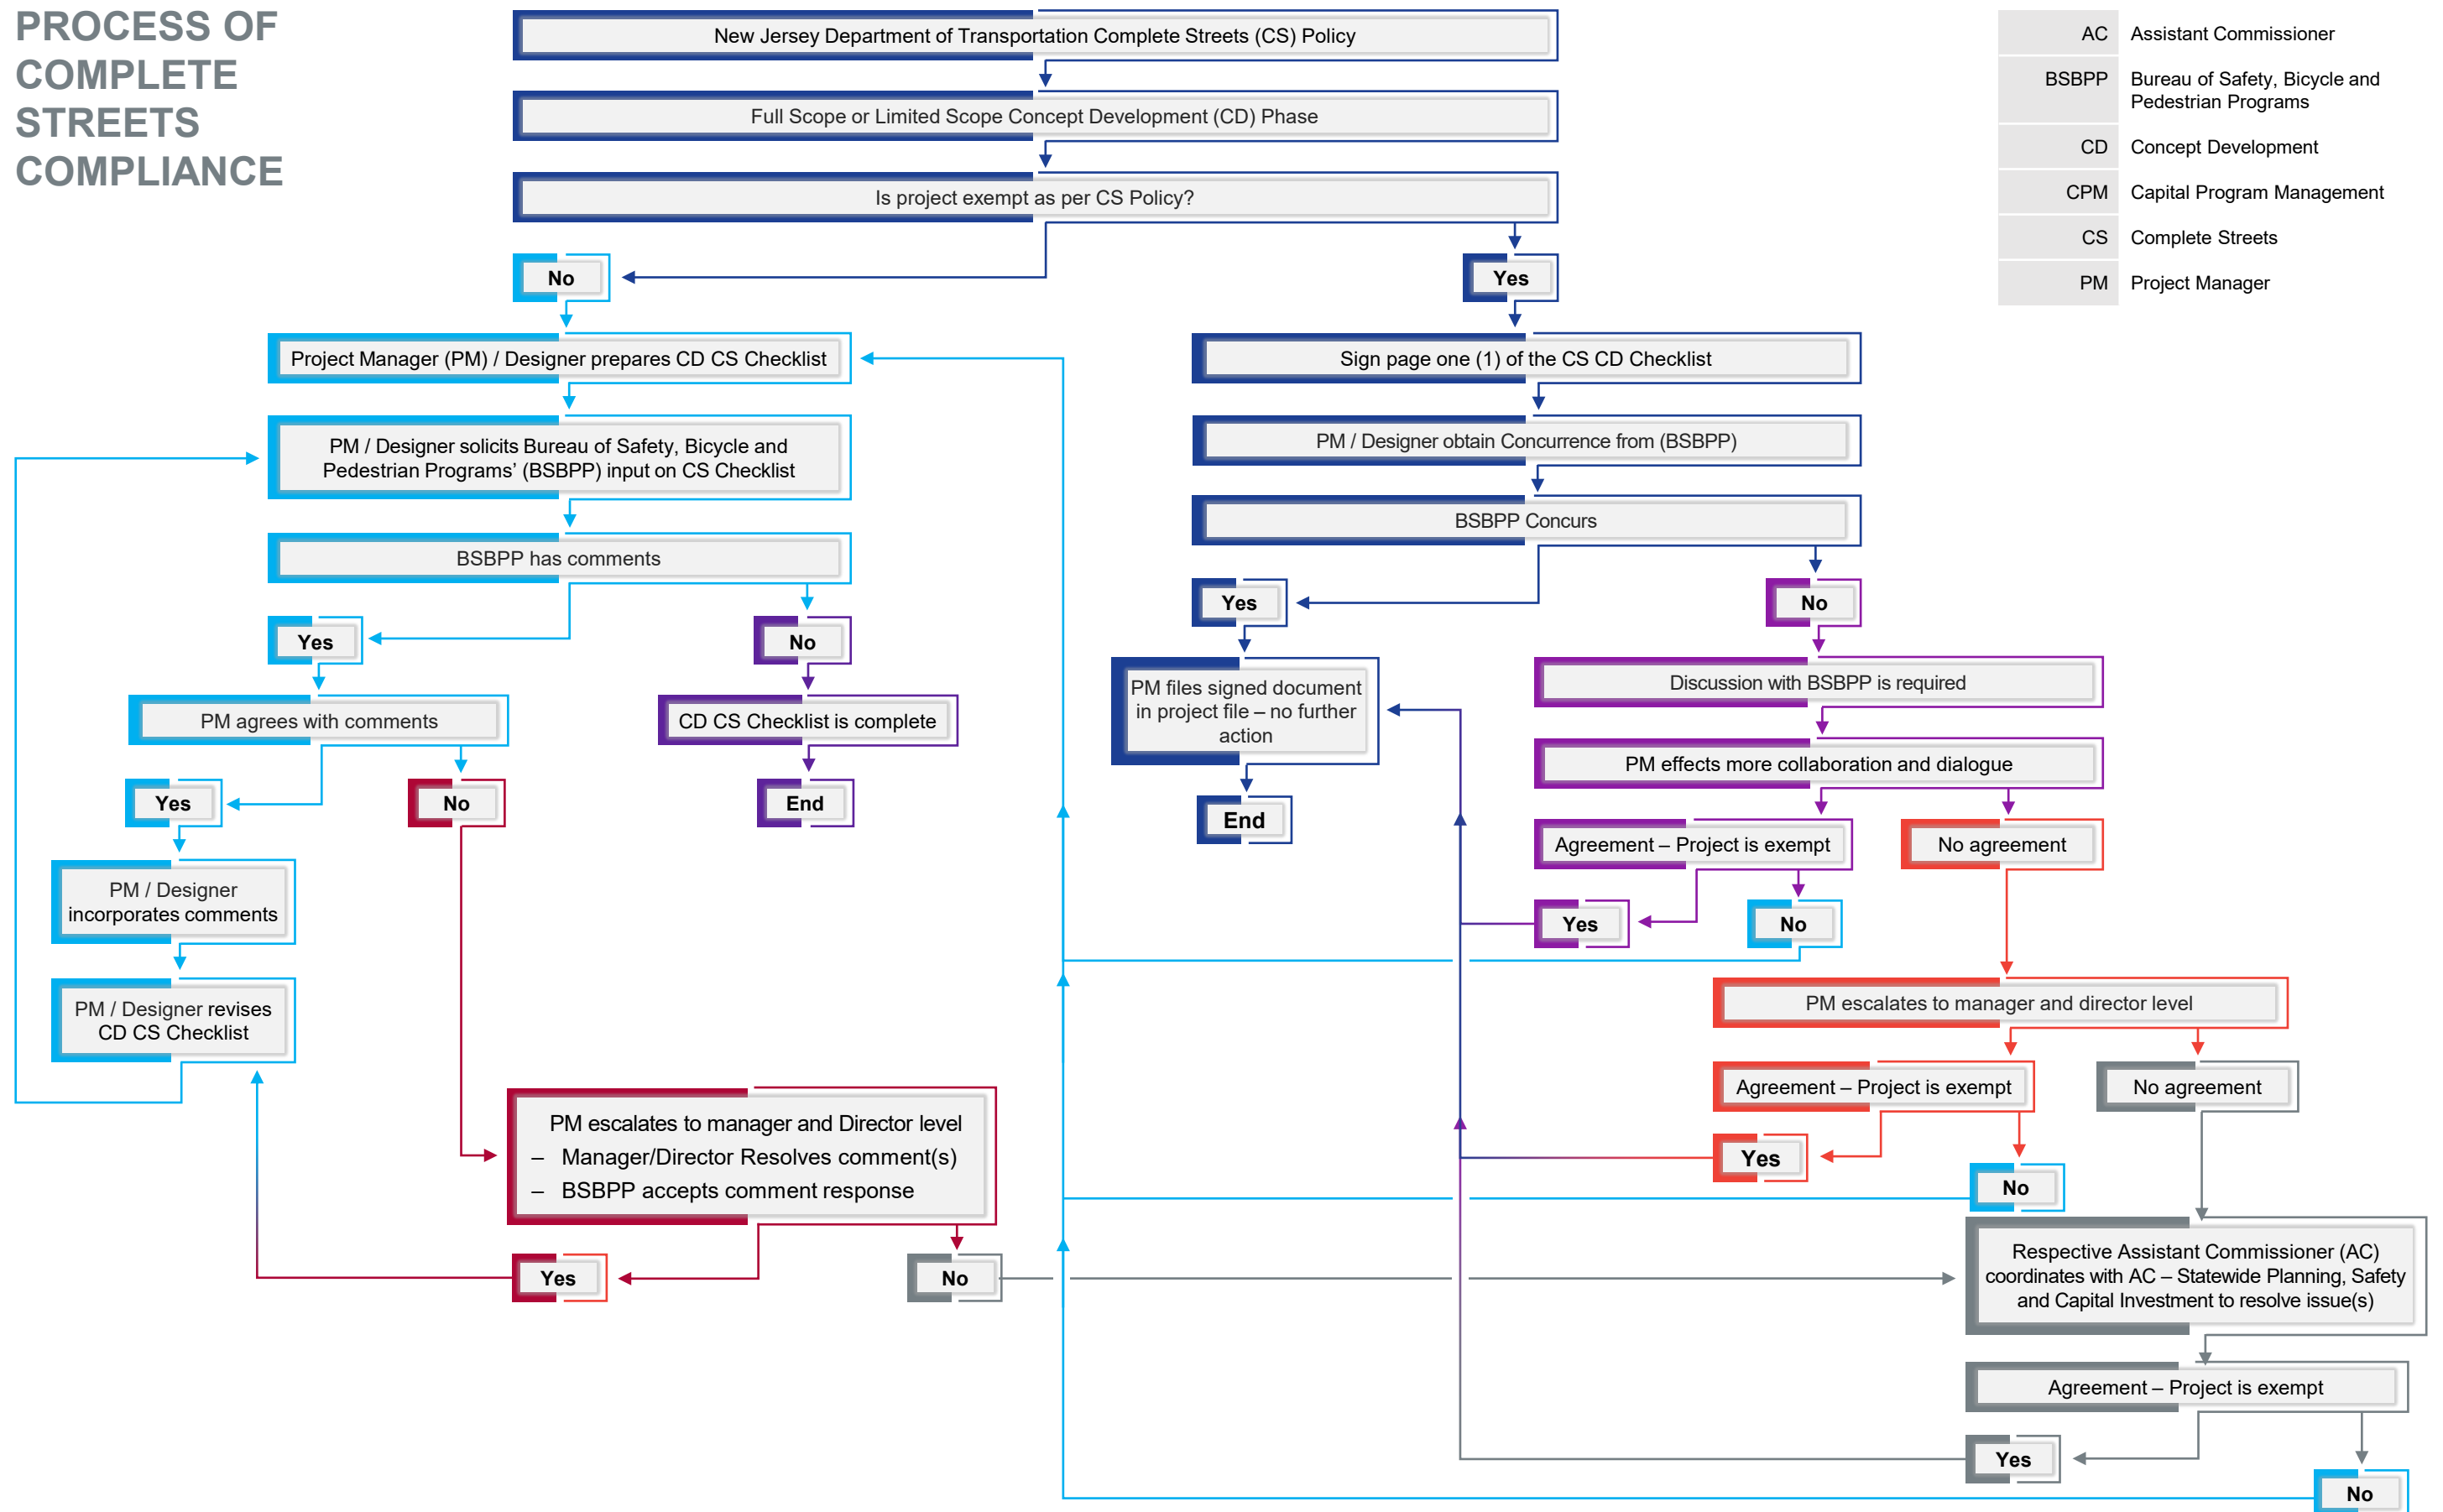 PROCESS OF
COMPLETE
STREETS
COMPLIANCE
New Jersey Department of Transportation Complete Streets (CS) Policy
Full Scope or Limited Scope Concept Development (CD) Phase
Is project exempt as per CS Policy?
AC Assistant Commissioner
BSBPP Bureau of Safety, Bicycle and
Pedestrian Programs
CD Concept Development
CPM Capital Program Management
CS Complete Streets
PM Project Manager
No
Yes
Project Manager (PM) / Designer prepares CD CS Checklist
PM / Designer solicits Bureau of Safety, Bicycle and
Pedestrian Programs’ (BSBPP) input on CS Checklist
BSBPP has comments
Yes
No
PM agrees with comments
CD CS Checklist is complete
Yes
No
End
PM / Designer
incorporates comments
PM / Designer revises
CD CS Checklist
PM escalates to manager and Director level
– Manager/Director Resolves comment(s)
– BSBPP accepts comment response
Yes
No
Sign page one (1) of the CS CD Checklist
PM / Designer obtain Concurrence from (BSBPP)
BSBPP Concurs
Yes
No
PM files signed document
in project file – no further
action
End
Discussion with BSBPP is required
PM effects more collaboration and dialogue
Agreement – Project is exempt
No agreement
Yes
No
PM escalates to manager and director level
Agreement – Project is exempt
No agreement
Yes
No
Respective Assistant Commissioner (AC)
coordinates with AC – Statewide Planning, Safety
and Capital Investment to resolve issue(s)
Agreement – Project is exempt
Yes
No